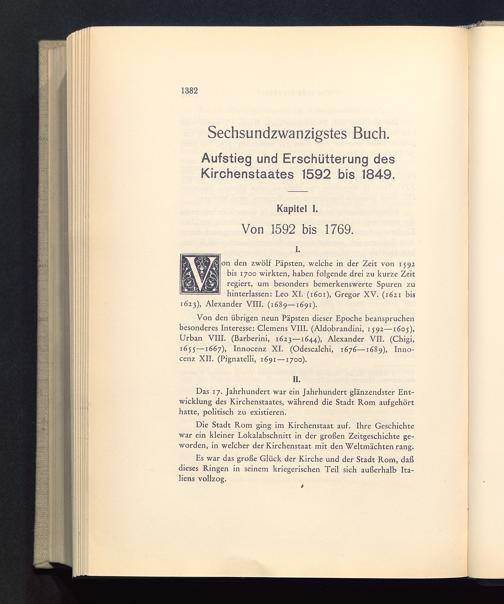 1382
Sechsundzwanzigstes Buch.
Aufstieg und Erschütterung des
Kirchenstaates 1592 bis 1849.
Kapitel I.
Von 1592 bis 1769.
I.
Von den zwölf Päpsten, welche in der Zeit von 1592
bis 1700 wirkten, haben folgende drei zu kurze Zeit
regiert, um besonders bemerkenswerte Spuren zu
hinterlassen: Leo XI. (1601), Gregor XV. (1621 bis
1623), Alexander VIII. (1689—1691).
Von den übrigen neun Päpsten dieser Epoche beanspruchen
besonderes Interesse: Clemens VIII. (Aldobrandini, 1592—1605),
Urban VIII. (Barberini, 1623—1644), Alexander VII. (Chigi,
1655—1667), Innocenz XI. (Odescalchi, 1676—1689), Inno-
cenz XII. (Pignatelli, 1691—1700).
II.
Das 17. Jahrhundert war ein Jahrhundert glänzendster Ent-
wicklung des Kirchenstaates, während die Stadt Rom aufgehört
hatte, politisch zu existieren.
Die Stadt Rom ging im Kirchenstaat auf. Ihre Geschichte
war ein kleiner Lokalabschnitt in der großen Zeitgeschichte ge-
worden, in welcher der Kirchenstaat mit den Weltmächten rang.
Es war das große Glück der Kirche und der Stadt Rom, daß
dieses Ringen in seinem kriegerischen Teil sich außerhalb Ita-
liens vollzog.